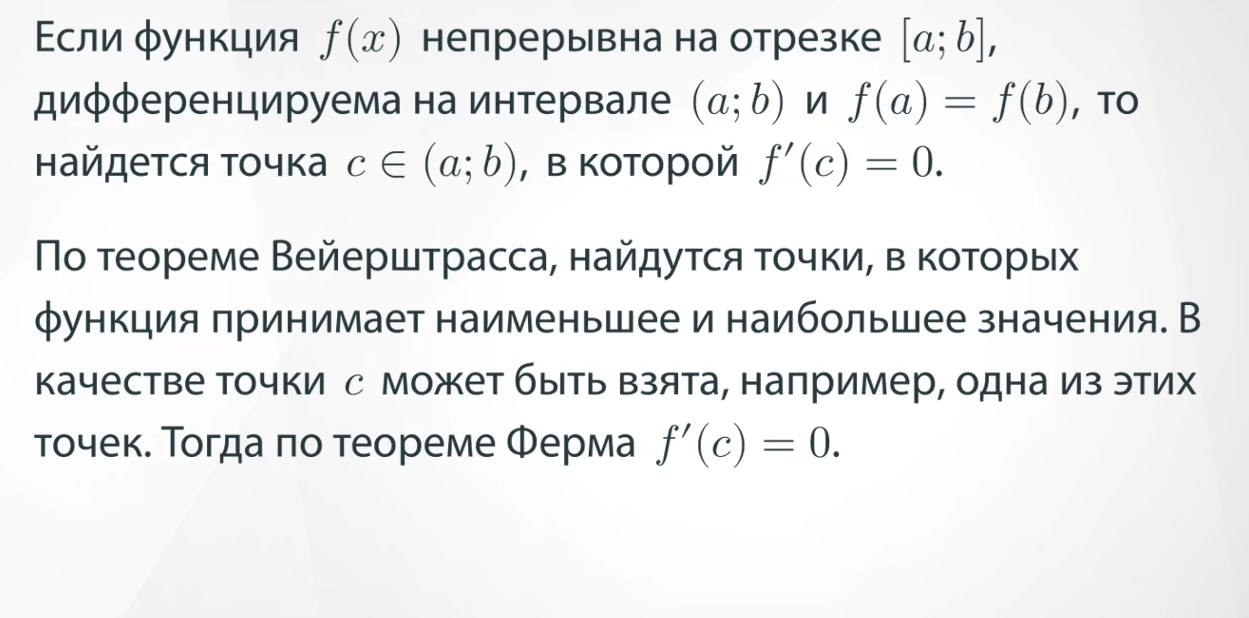 Если функция f(x) непрерывна на отрезке [a; b],
дифференцируема на интервале (a; b) и f(a) = f(b), то
найдется точка c ∈ (a; b), в которой f′(c) = 0.
По теореме Вейерштрасса, найдутся точки, в которых
функция принимает наименьшее и наибольшее значения. В
качестве точки c может быть взята, например, одна из этих
точек. Тогда по теореме Ферма f′(c) = 0.